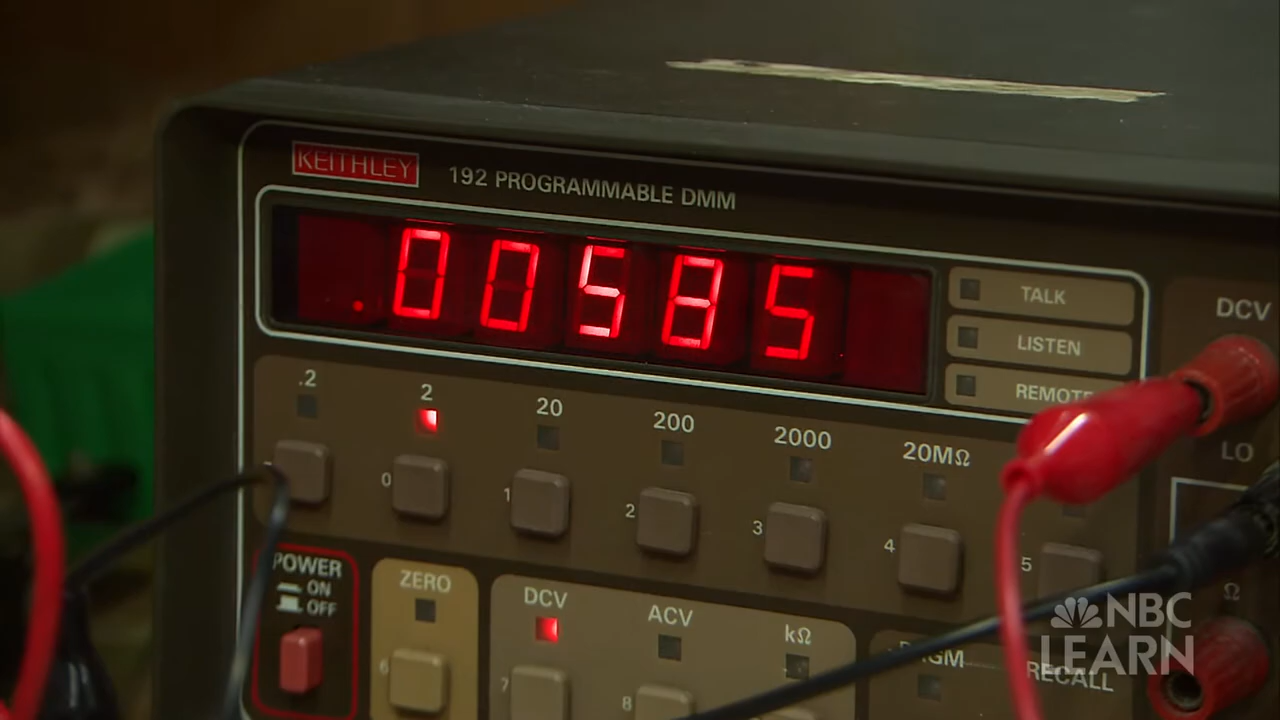 KEITHLEY 192 PROGRAMMABLE DMM
.00585
TALK
LISTEN
REMOTE
DCV
.2 2 20 200 2000 20MΩ
LO
0 1 2 3 4 5
POWER
ON
OFF
ZERO
DCV ACV kΩ
Ω
6 7 8
PRGM RECALL
NBC
LEARN